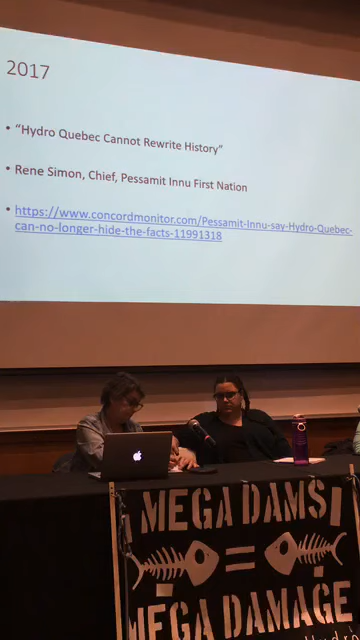 2017
• “Hydro Quebec Cannot Rewrite History”
• Rene Simon, Chief, Pessamit Innu First Nation
• https://www.concordmonitor.com/Pessamit-Innu-say-Hydro-Quebec-
can-no-longer-hide-the-facts-11991318
MEGA DAMS
=
MEGA DAMAGE